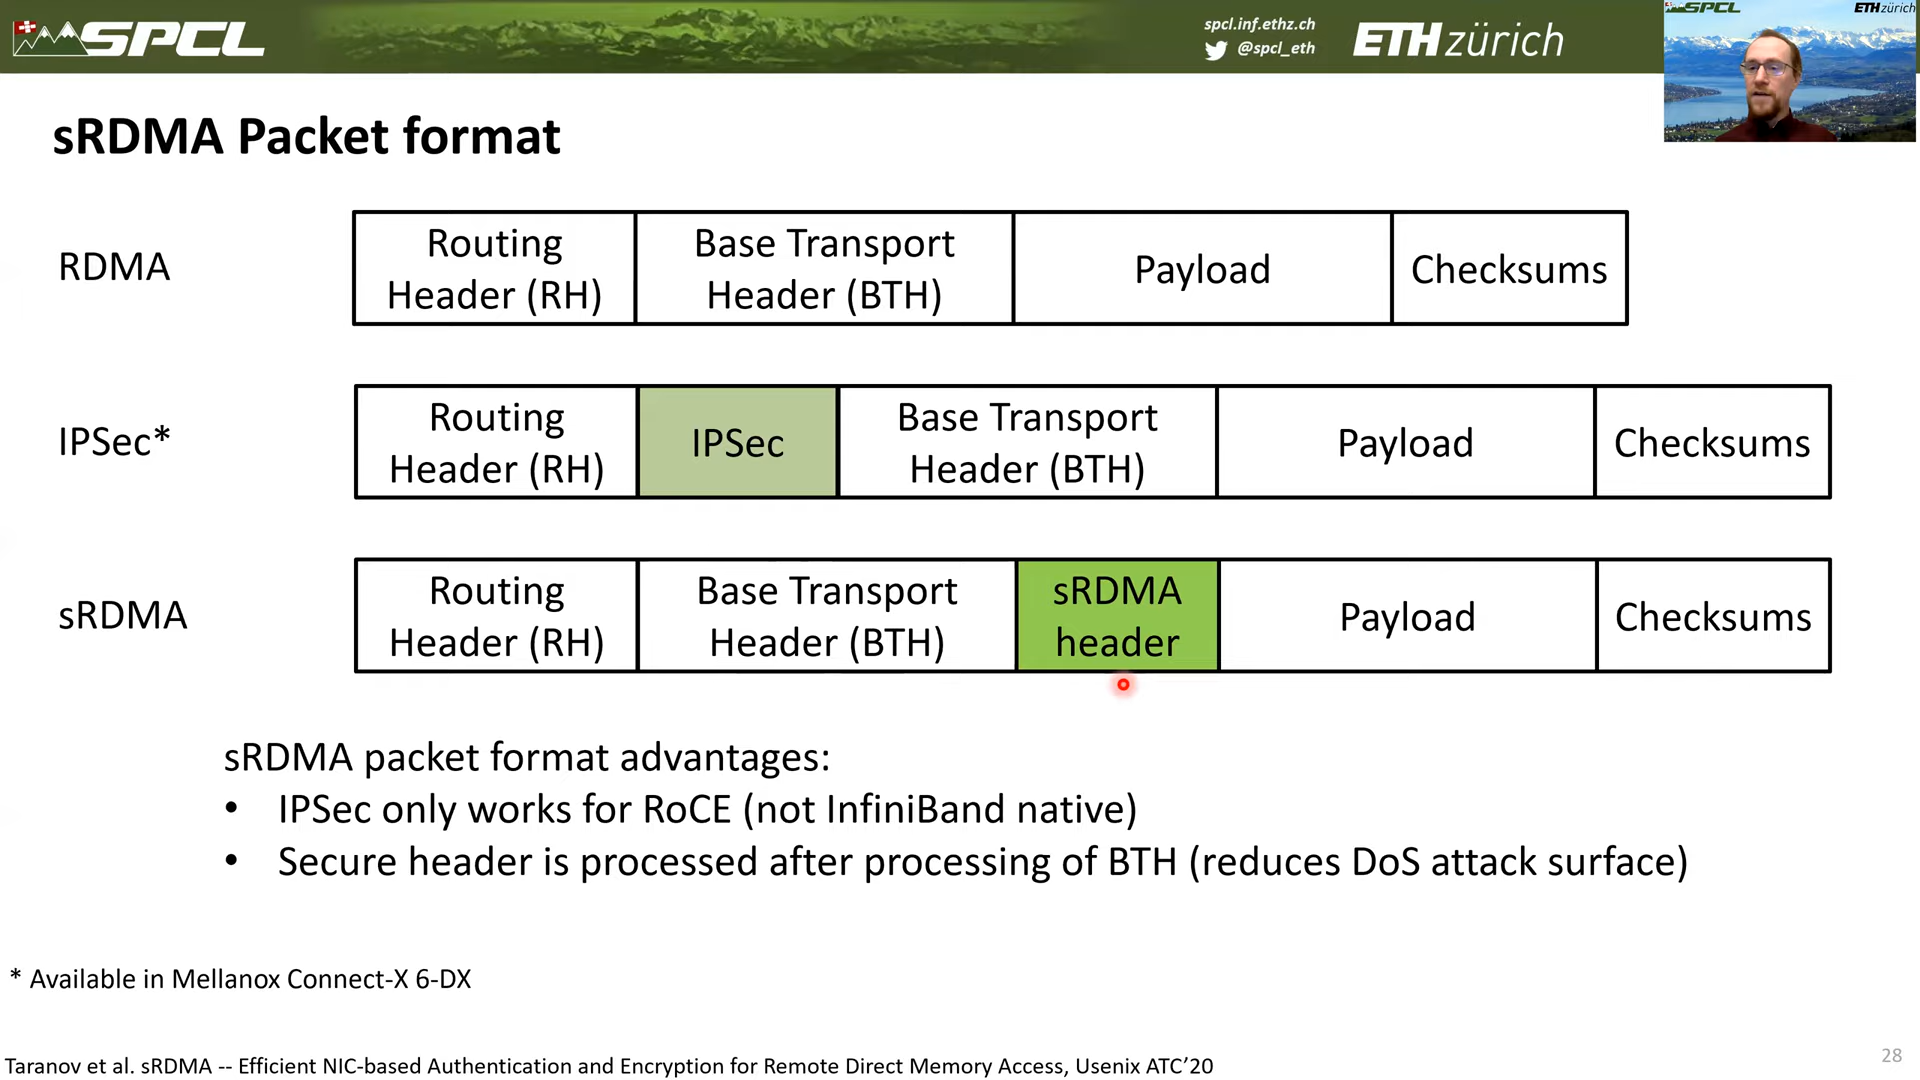 SPCL
spcl.inf.ethz.ch
@spcl_eth
ETH zürich
SPCL
ETH zürich
sRDMA Packet format
RDMA
Routing
Header (RH)
Base Transport
Header (BTH)
Payload
Checksums
IPSec*
Routing
Header (RH)
IPSec
Base Transport
Header (BTH)
Payload
Checksums
sRDMA
Routing
Header (RH)
Base Transport
Header (BTH)
sRDMA
header
Payload
Checksums
sRDMA packet format advantages:
• IPSec only works for RoCE (not InfiniBand native)
• Secure header is processed after processing of BTH (reduces DoS attack surface)
* Available in Mellanox Connect-X 6-DX
Taranov et al. sRDMA -- Efficient NIC-based Authentication and Encryption for Remote Direct Memory Access, Usenix ATC’20
28